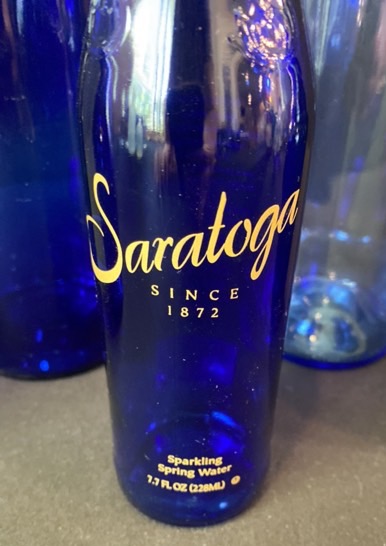 Saratoga
SINCE
1872
Sparkling
Spring Water
7.7 FL OZ (228ML)